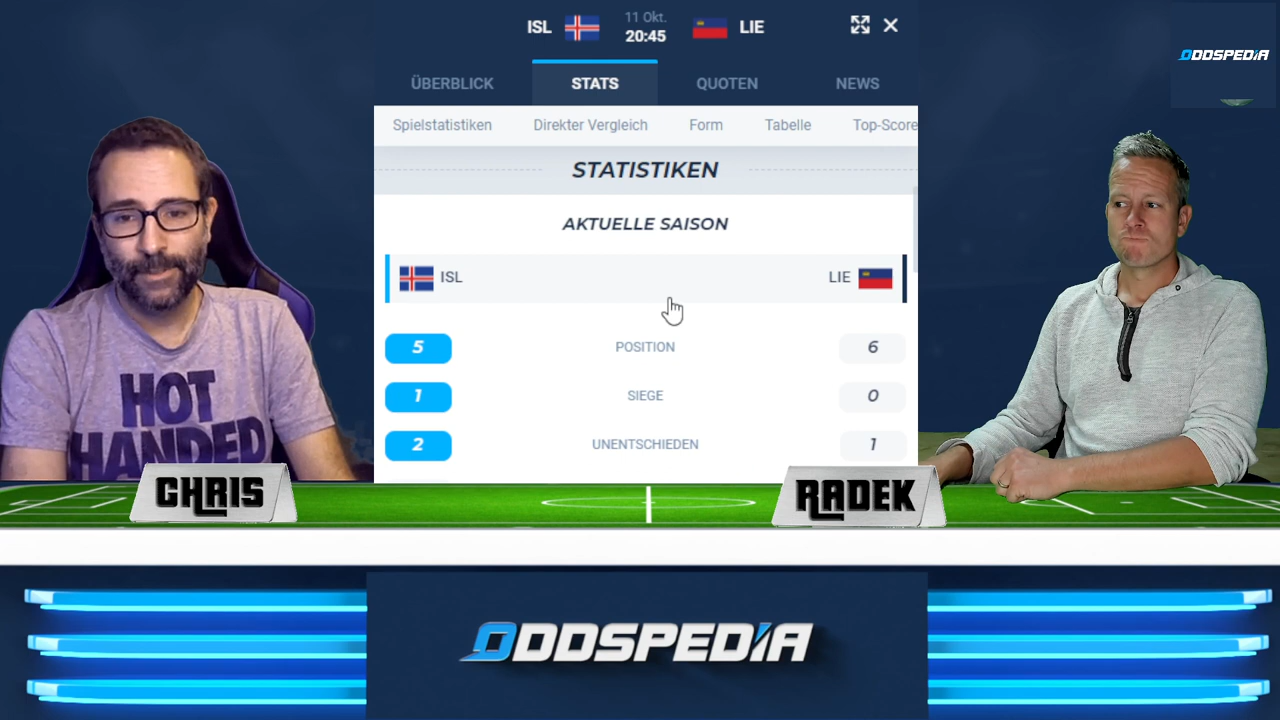 ISL 11 Okt. 20:45 LIE
ODDSPEDIA
ÜBERBLICK STATS QUOTEN NEWS
Spielstatistiken Direkter Vergleich Form Tabelle Top-Score
STATISTIKEN
AKTUELLE SAISON
ISL LIE
5 POSITION 6
1 SIEGE 0
2 UNENTSCHIEDEN 1
HOT
HANDED
CHRIS
RADEK
ODDSPEDIA